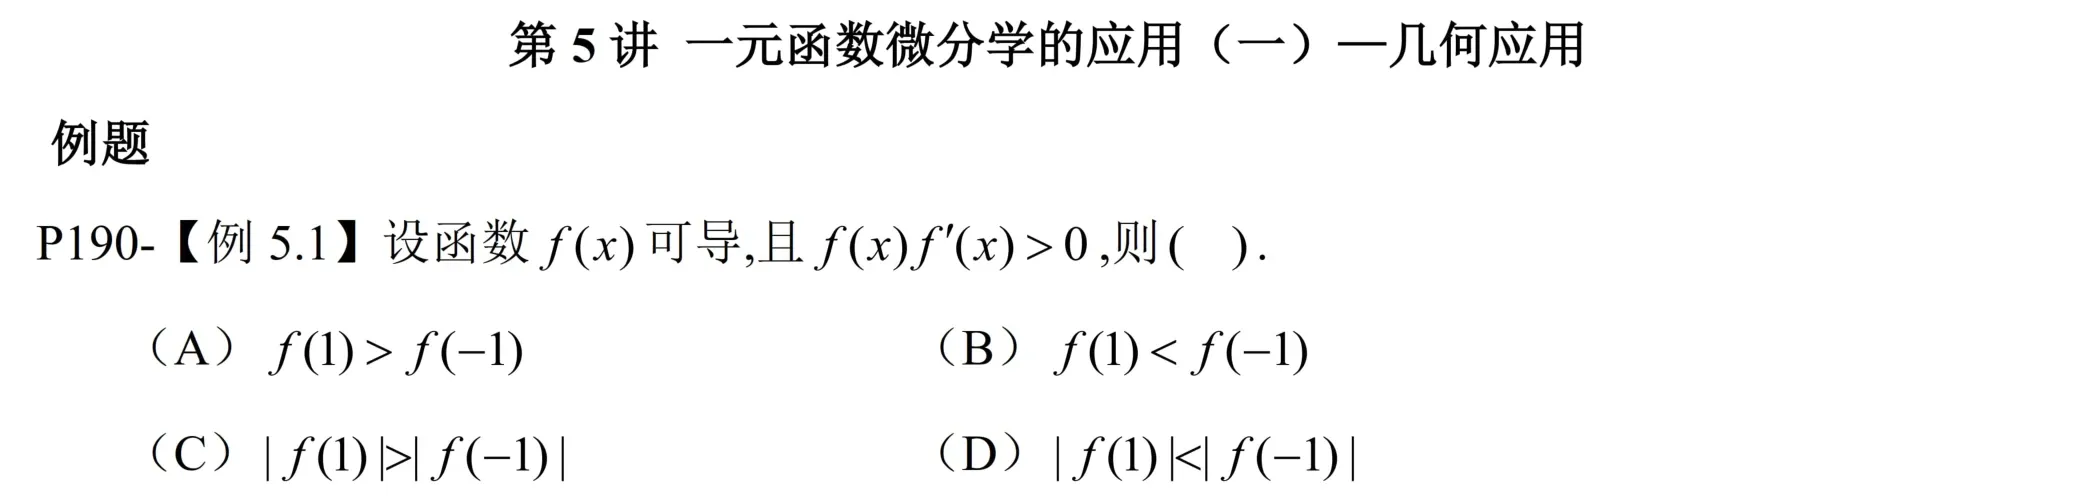 第 5 讲 一元函数微分学的应用（一）—几何应用
例题
P190-【例 5.1】设函数 f(x) 可导,且 f(x)f′(x)>0 ,则( ).
（A） f(1)> f(−1) （B） f(1)< f(−1)
（C）| f(1)|>| f(−1)| （D）| f(1)|<| f(−1)|